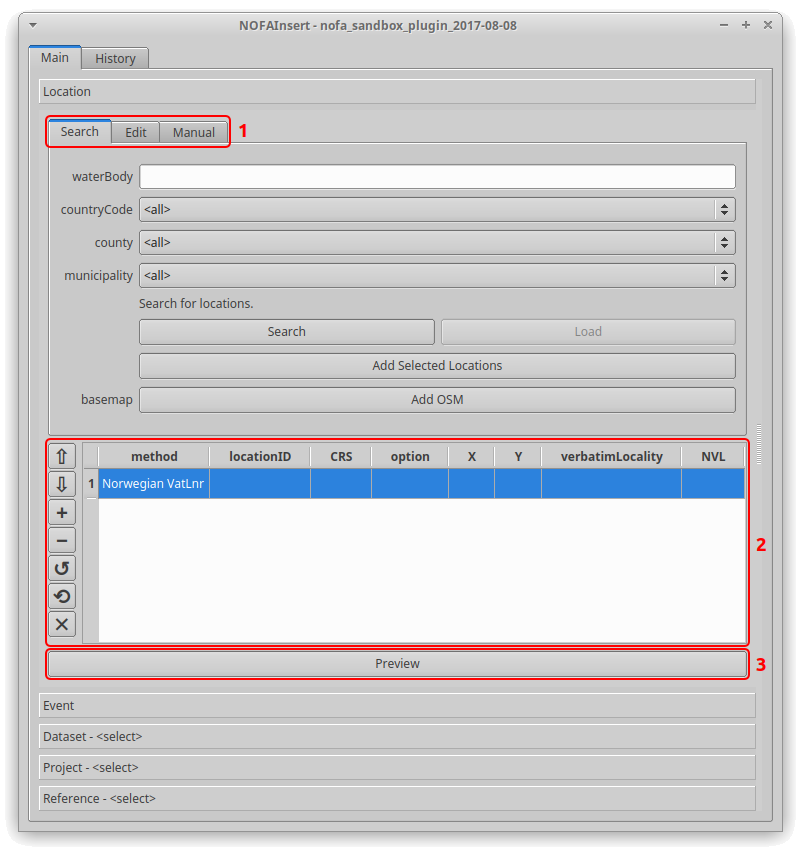 NOFAInsert - nofa_sandbox_plugin_2017-08-08
Main History
Location
Search Edit Manual 1
waterBody
countryCode <all>
county <all>
municipality <all>
Search for locations.
Search Load
Add Selected Locations
basemap Add OSM
method locationID CRS option X Y verbatimLocality NVL
1 Norwegian VatLnr
2
Preview 3
Event
Dataset - <select>
Project - <select>
Reference - <select>